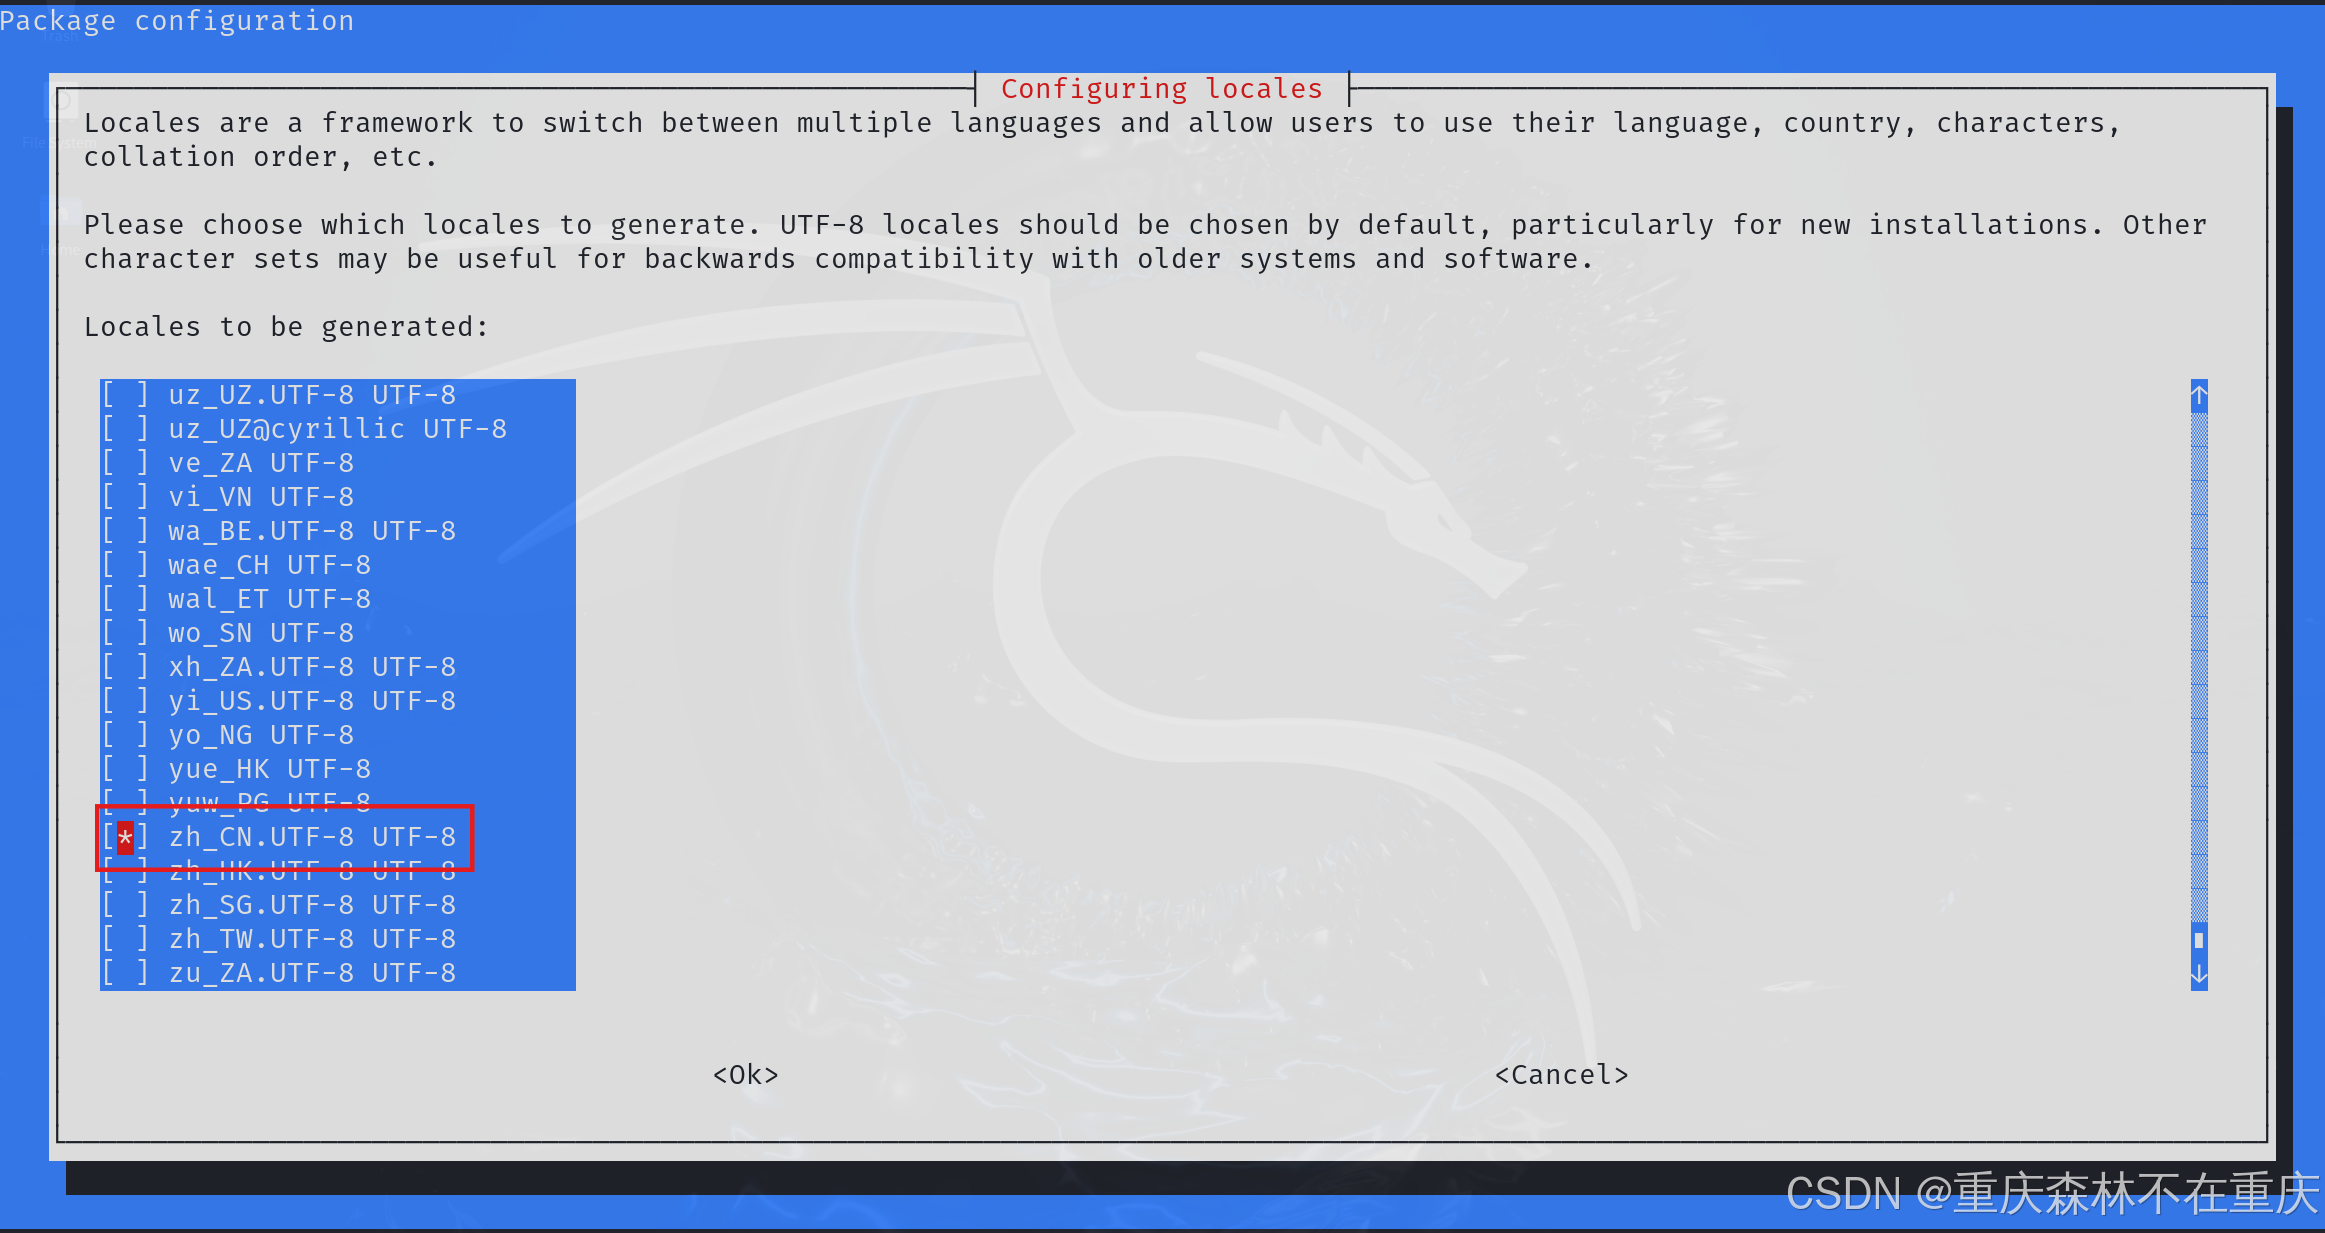 Package configuration
Configuring locales
Locales are a framework to switch between multiple languages and allow users to use their language, country, characters,
collation order, etc.
Please choose which locales to generate. UTF-8 locales should be chosen by default, particularly for new installations. Other
character sets may be useful for backwards compatibility with older systems and software.
Locales to be generated:
[ ] uz_UZ.UTF-8 UTF-8
[ ] uz_UZ@cyrillic UTF-8
[ ] ve_ZA UTF-8
[ ] vi_VN UTF-8
[ ] wa_BE.UTF-8 UTF-8
[ ] wae_CH UTF-8
[ ] wal_ET UTF-8
[ ] wo_SN UTF-8
[ ] xh_ZA.UTF-8 UTF-8
[ ] yi_US.UTF-8 UTF-8
[ ] yo_NG UTF-8
[ ] yue_HK UTF-8
[ ] yuw_PG UTF-8
[*] zh_CN.UTF-8 UTF-8
[ ] zh_HK.UTF-8 UTF-8
[ ] zh_SG.UTF-8 UTF-8
[ ] zh_TW.UTF-8 UTF-8
[ ] zu_ZA.UTF-8 UTF-8
<Ok> <Cancel>
File System
Home
CSDN @重庆森林不在重庆